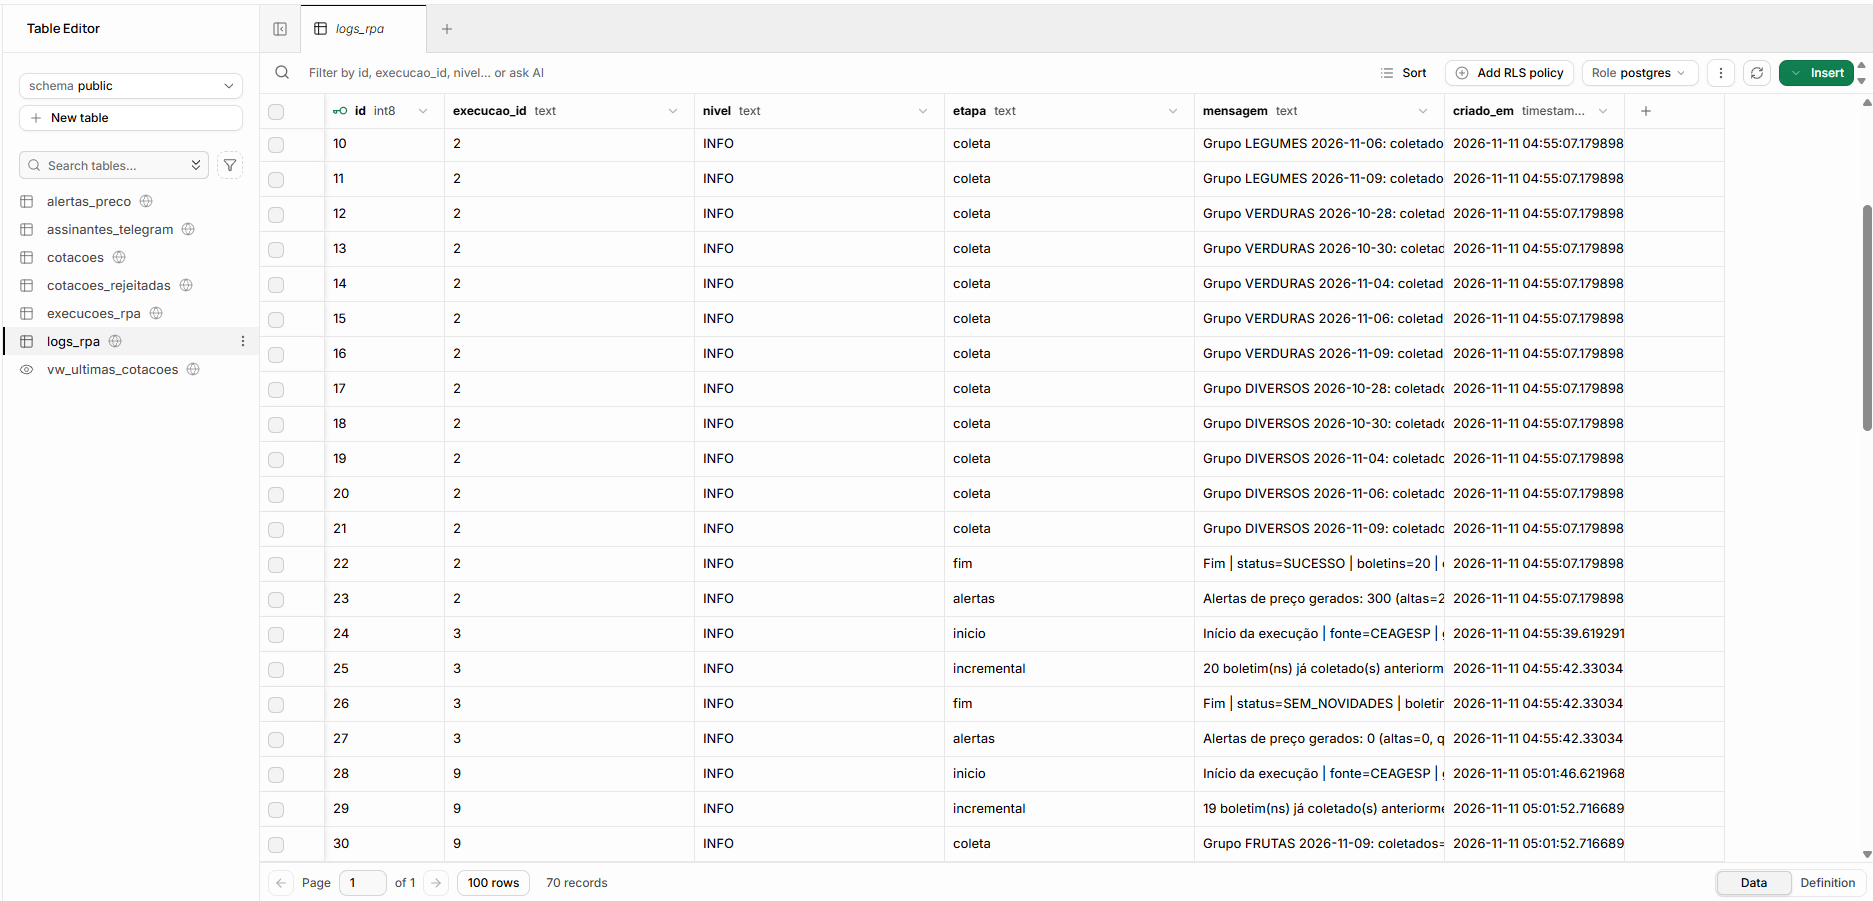 Table Editor
logs_rpa
schema public
New table
Search tables...
alertas_preco
assinantes_telegram
cotacoes
cotacoes_rejeitadas
execucoes_rpa
logs_rpa
vw_ultimas_cotacoes
Filter by id, execucao_id, nivel... or ask AI
Sort
Add RLS policy
Role postgres
Insert
id int8 execucao_id text nivel text etapa text mensagem text criado_em timestam...
10 2 INFO coleta Grupo LEGUMES 2026-11-06: coletado 2026-11-11 04:55:07.179898
11 2 INFO coleta Grupo LEGUMES 2026-11-09: coletado 2026-11-11 04:55:07.179898
12 2 INFO coleta Grupo VERDURAS 2026-10-28: coletad 2026-11-11 04:55:07.179898
13 2 INFO coleta Grupo VERDURAS 2026-10-30: coletad 2026-11-11 04:55:07.179898
14 2 INFO coleta Grupo VERDURAS 2026-11-04: coletad 2026-11-11 04:55:07.179898
15 2 INFO coleta Grupo VERDURAS 2026-11-06: coletad 2026-11-11 04:55:07.179898
16 2 INFO coleta Grupo VERDURAS 2026-11-09: coletad 2026-11-11 04:55:07.179898
17 2 INFO coleta Grupo DIVERSOS 2026-10-28: coletado 2026-11-11 04:55:07.179898
18 2 INFO coleta Grupo DIVERSOS 2026-10-30: coletado 2026-11-11 04:55:07.179898
19 2 INFO coleta Grupo DIVERSOS 2026-11-04: coletado 2026-11-11 04:55:07.179898
20 2 INFO coleta Grupo DIVERSOS 2026-11-06: coletado 2026-11-11 04:55:07.179898
21 2 INFO coleta Grupo DIVERSOS 2026-11-09: coletado 2026-11-11 04:55:07.179898
22 2 INFO fim Fim | status=SUCESSO | boletins=20 | 2026-11-11 04:55:07.179898
23 2 INFO alertas Alertas de preço gerados: 300 (altas=2 2026-11-11 04:55:07.179898
24 3 INFO inicio Início da execução | fonte=CEAGESP | 2026-11-11 04:55:39.619291
25 3 INFO incremental 20 boletim(ns) já coletado(s) anteriorm 2026-11-11 04:55:42.33034
26 3 INFO fim Fim | status=SEM_NOVIDADES | boletin 2026-11-11 04:55:42.33034
27 3 INFO alertas Alertas de preço gerados: 0 (altas=0, q 2026-11-11 04:55:42.33034
28 9 INFO inicio Início da execução | fonte=CEAGESP | 2026-11-11 05:01:46.621968
29 9 INFO incremental 19 boletim(ns) já coletado(s) anteriorme 2026-11-11 05:01:52.716689
30 9 INFO coleta Grupo FRUTAS 2026-11-09: coletados= 2026-11-11 05:01:52.716689
Page 1 of 1 100 rows 70 records
Data Definition